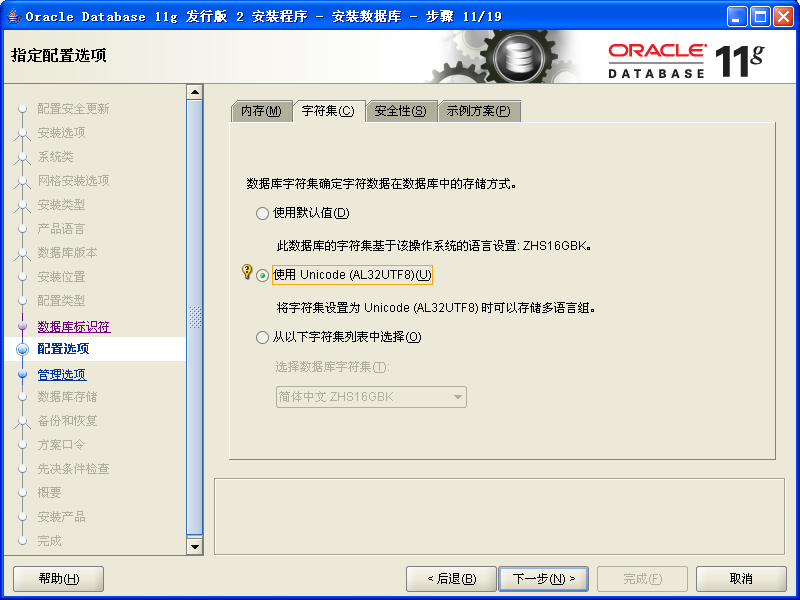 Oracle Database 11g 发行版 2 安装程序 - 安装数据库 - 步骤 11/19
指定配置选项
ORACLE
DATABASE 11g
配置安全更新
安装选项
系统类
网格安装选项
安装类型
产品语言
数据库版本
安装位置
配置类型
数据库标识符
配置选项
管理选项
数据库存储
备份和恢复
方案口令
先决条件检查
概要
安装产品
完成
内存(M) 字符集(C) 安全性(S) 示例方案(P)
数据库字符集确定字符数据在数据库中的存储方式。
使用默认值(D)
此数据库的字符集基于该操作系统的语言设置: ZHS16GBK。
使用 Unicode (AL32UTF8)(U)
将字符集设置为 Unicode (AL32UTF8) 时可以存储多语言组。
从以下字符集列表中选择(O)
选择数据库字符集(T):
简体中文 ZHS16GBK
帮助(H) < 后退(B) 下一步(N) > 完成(F) 取消